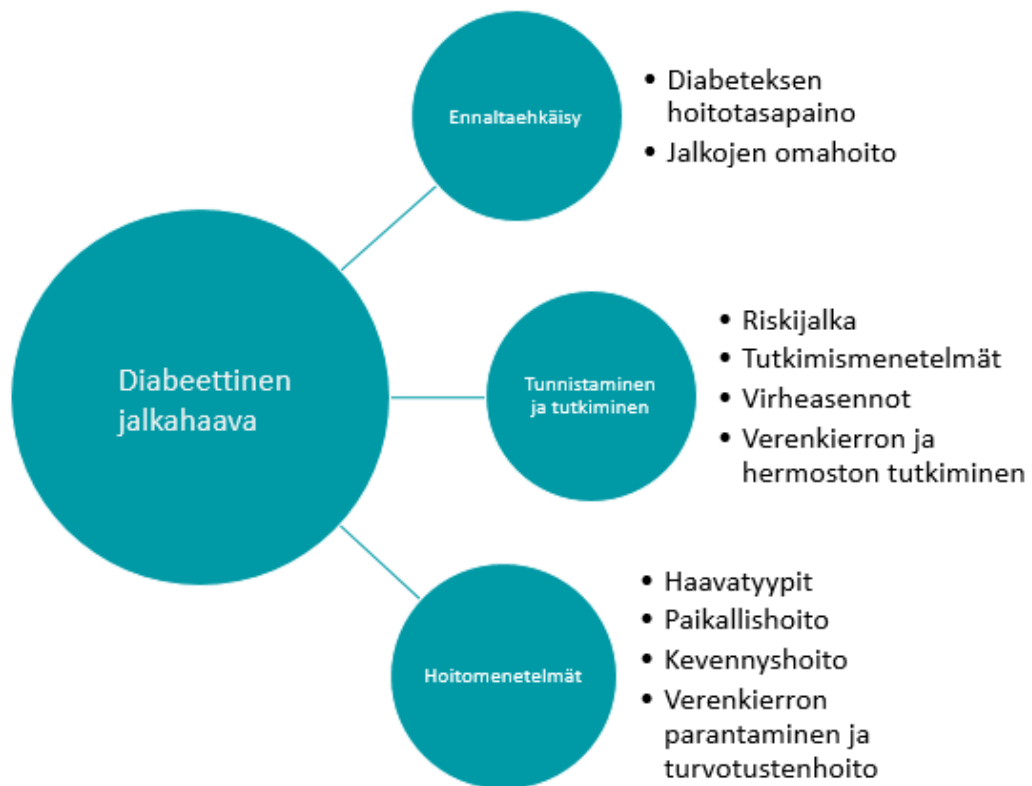 Diabeettinen
jalkahaava
Ennaltaehkäisy
• Diabeteksen
hoitotasapaino
• Jalkojen omahoito
Tunnistaminen
ja tutkiminen
• Riskijalka
• Tutkimismenetelmät
• Virheasennot
• Verenkierron ja
hermoston tutkiminen
Hoitomenetelmät
• Haavatyypit
• Paikallishoito
• Kevennyshoito
• Verenkierron
parantaminen ja
turvotustenhoito